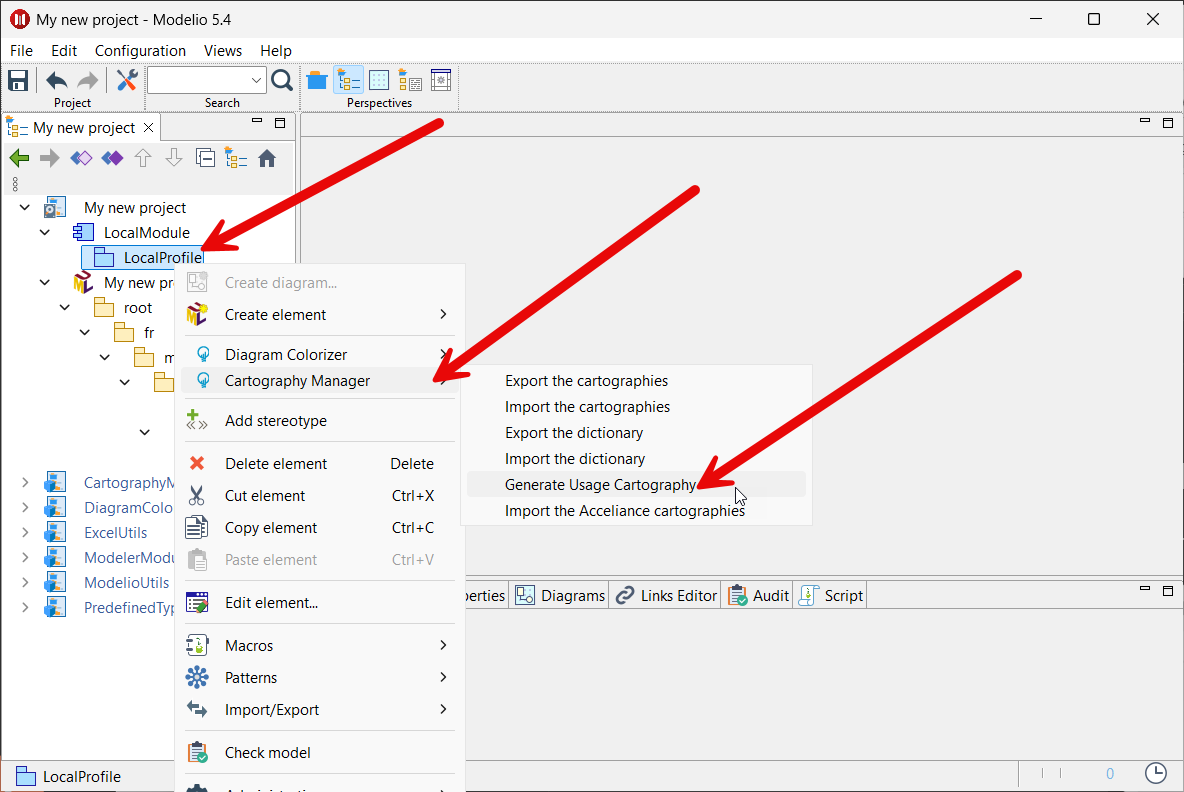 My new project - Modelio 5.4
File Edit Configuration Views Help
Project Search Perspectives
My new project
My new project
LocalModule
LocalProfile
My new pr
root
fr
m
CartographyM
DiagramColo
ExcelUtils
ModelerModu
ModelioUtils
PredefinedTyp
Create diagram...
Create element
Diagram Colorizer
Cartography Manager
Add stereotype
Delete element Delete
Cut element Ctrl+X
Copy element Ctrl+C
Paste element Ctrl+V
Edit element...
Macros
Patterns
Import/Export
Check model
Export the cartographies
Import the cartographies
Export the dictionary
Import the dictionary
Generate Usage Cartography
Import the Acceliance cartographies
perties Diagrams Links Editor Audit Script
LocalProfile 0